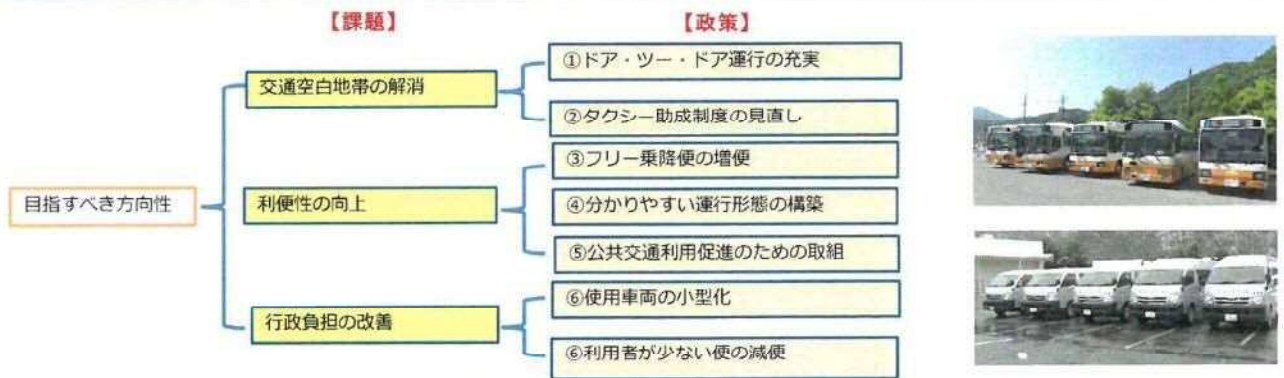 【課題】
【政策】
目指すべき方向性
交通空白地帯の解消
①ドア・ツー・ドア運行の充実
②タクシー助成制度の見直し
利便性の向上
③フリー乗降便の増便
④分かりやすい運行形態の構築
⑤公共交通利用促進のための取組
行政負担の改善
⑥使用車両の小型化
⑥利用者が少ない便の減便